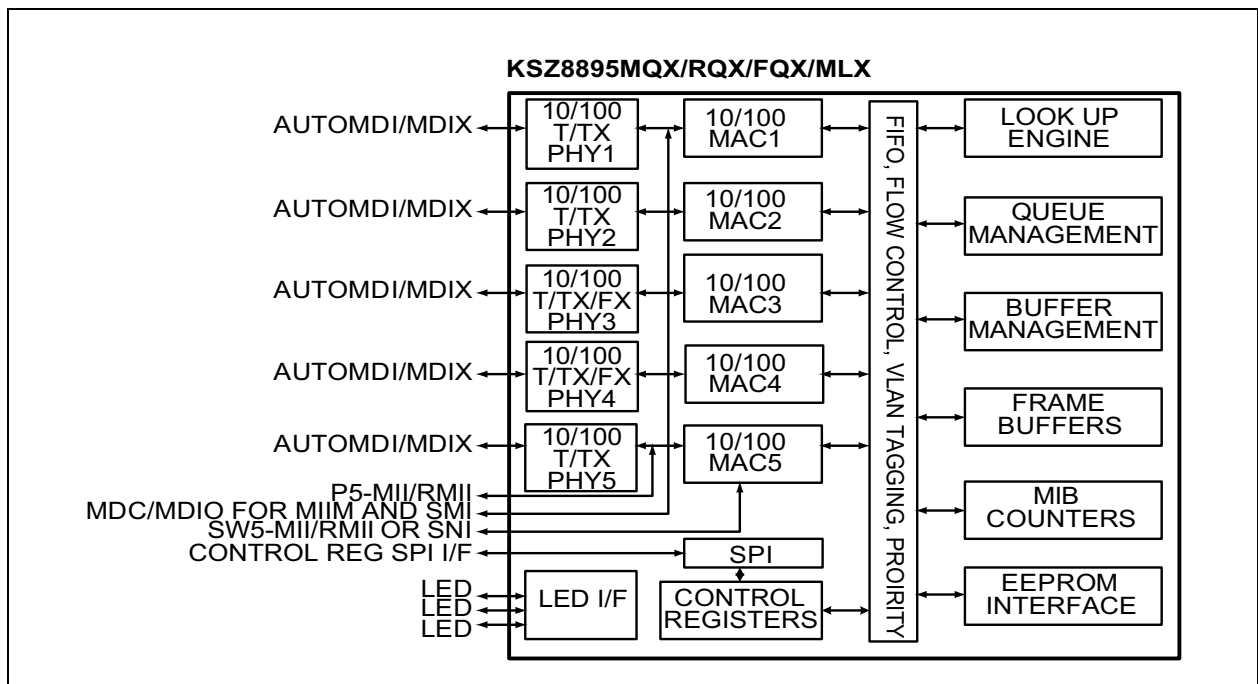 KSZ8895MQX/RQX/FQX/MLX
AUTOMDI/MDIX
10/100
T/TX
PHY1
10/100
MAC1
LOOK UP
ENGINE
AUTOMDI/MDIX
10/100
T/TX
PHY2
10/100
MAC2
QUEUE
MANAGEMENT
AUTOMDI/MDIX
10/100
T/TX/FX
PHY3
10/100
MAC3
BUFFER
MANAGEMENT
AUTOMDI/MDIX
10/100
T/TX/FX
PHY4
10/100
MAC4
FRAME
BUFFERS
AUTOMDI/MDIX
10/100
T/TX
PHY5
10/100
MAC5
FIFO, FLOW CONTROL, VLAN TAGGING, PROIRITY
P5-MII/RMII
MDC/MDIO FOR MIIM AND SMI
SW5-MII/RMII OR SNI
CONTROL REG SPI I/F
SPI
MIB
COUNTERS
LED
LED
LED
LED I/F
CONTROL
REGISTERS
EEPROM
INTERFACE